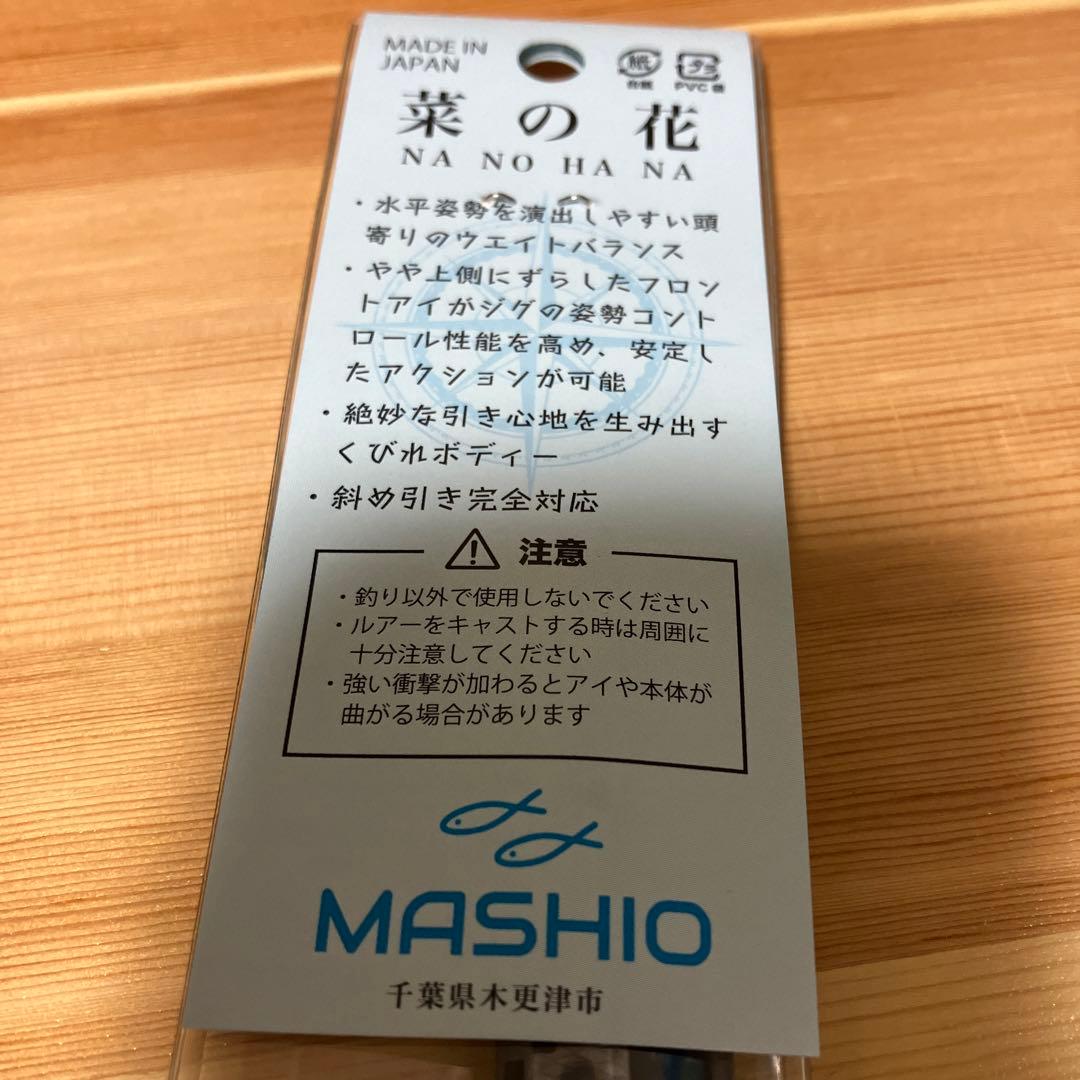 MADE IN
JAPAN
紙
台紙
プラ
PVC 袋
菜の花
NA NO HA NA
・水平姿勢を演出しやすい頭
寄りのウエイトバランス
・やや上側にずらしたフロン
トアイがジグの姿勢コント
ロール性能を高め、安定し
たアクションが可能
・絶妙な引き心地を生み出す
くびれボディー
・斜め引き完全対応
注意
・釣り以外で使用しないでください
・ルアーをキャストする時は周囲に
十分注意してください
・強い衝撃が加わるとアイや本体が
曲がる場合があります
MASHIO
千葉県木更津市